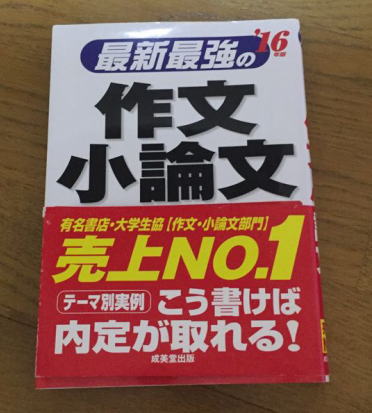 最新最強の
'16年版
作文
小論文
有名書店・大学生協［作文・小論文部門］
売上NO.1
テーマ別実例 こう書けば
内定が取れる!
成美堂出版